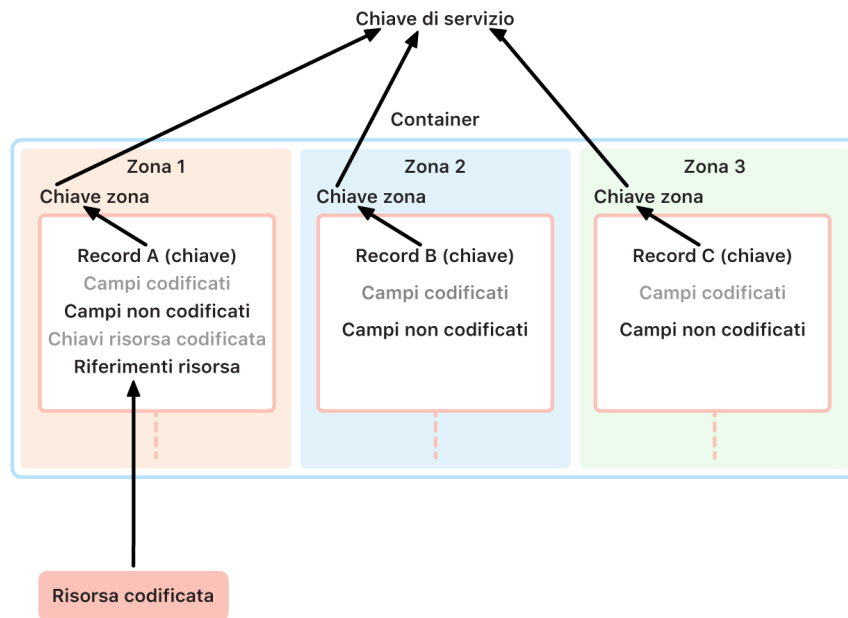 Chiave di servizio
Container
Zona 1
Chiave zona
Record A (chiave)
Campi codificati
Campi non codificati
Chiavi risorsa codificata
Riferimenti risorsa
Zona 2
Chiave zona
Record B (chiave)
Campi codificati
Campi non codificati
Zona 3
Chiave zona
Record C (chiave)
Campi codificati
Campi non codificati
Risorsa codificata